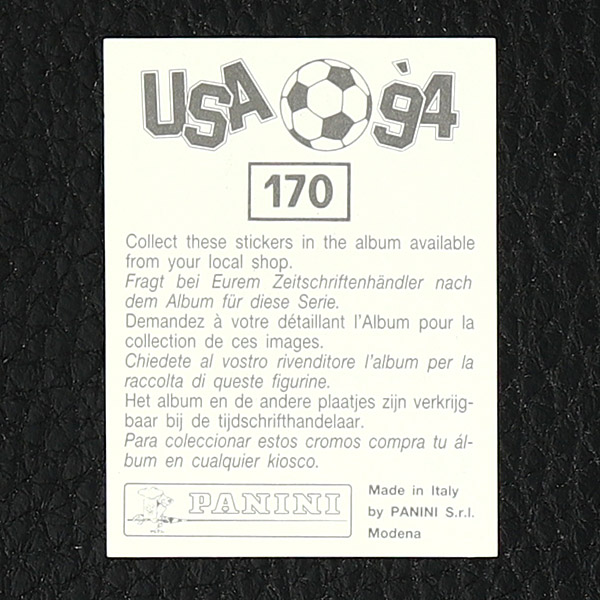 USA '94
170
Collect these stickers in the album available
from your local shop.
Fragt bei Eurem Zeitschriftenhändler nach
dem Album für diese Serie.
Demandez à votre détaillant l'Album pour la
collection de ces images.
Chiedete al vostro rivenditore l'album per la
raccolta di queste figurine.
Het album en de andere plaatjes zijn verkrijg-
baar bij de tijdschrifthandelaar.
Para coleccionar estos cromos compra tu ál-
bum en cualquier kiosco.
PANINI
Made in Italy
by PANINI S.r.l.
Modena